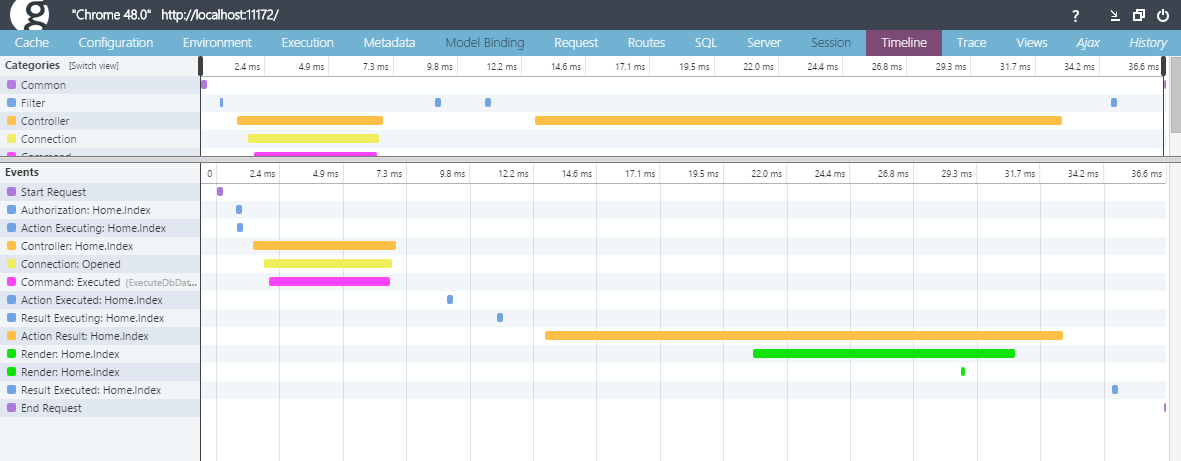 g "Chrome 48.0" http://localhost:11172/ ?
Cache Configuration Environment Execution Metadata Model Binding Request Routes SQL Server Session Timeline Trace Views Ajax History
Categories [Switch view] 2.4 ms 4.9 ms 7.3 ms 9.8 ms 12.2 ms 14.6 ms 17.1 ms 19.5 ms 22.0 ms 24.4 ms 26.8 ms 29.3 ms 31.7 ms 34.2 ms 36.6 ms
Common
Filter
Controller
Connection
Command
Events 0 2.4 ms 4.9 ms 7.3 ms 9.8 ms 12.2 ms 14.6 ms 17.1 ms 19.5 ms 22.0 ms 24.4 ms 26.8 ms 29.3 ms 31.7 ms 34.2 ms 36.6 ms
Start Request
Authorization: Home.Index
Action Executing: Home.Index
Controller: Home.Index
Connection: Opened
Command: Executed (ExecuteDbDat...
Action Executed: Home.Index
Result Executing: Home.Index
Action Result: Home.Index
Render: Home.Index
Render: Home.Index
Result Executed: Home.Index
End Request